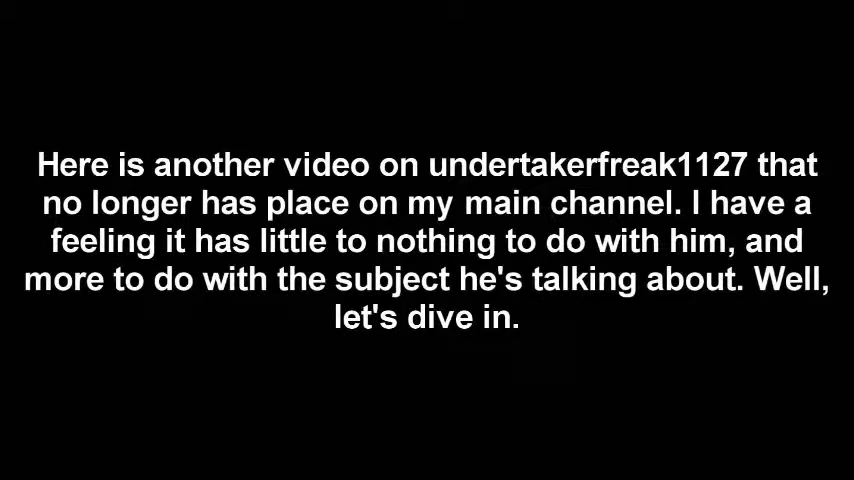 Here is another video on undertakerfreak1127 that
no longer has place on my main channel. I have a
feeling it has little to nothing to do with him, and
more to do with the subject he's talking about. Well,
let's dive in.